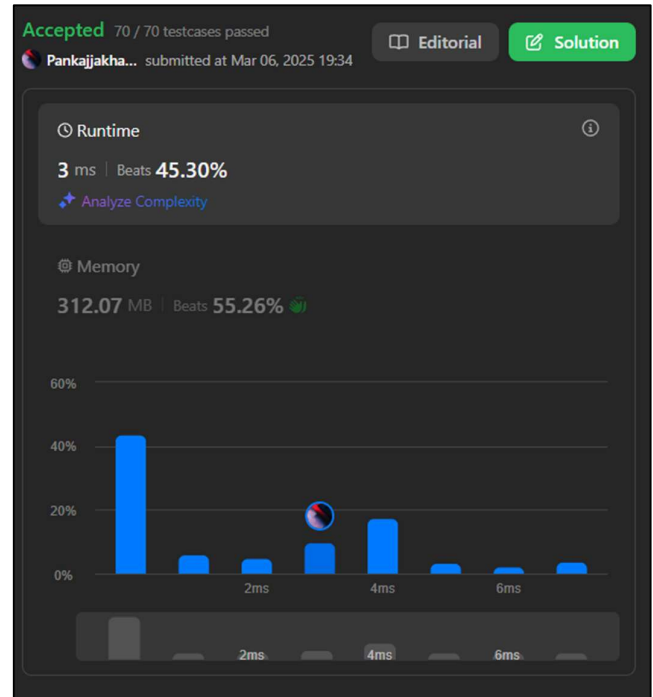 Accepted 70 / 70 testcases passed
Editorial
Solution
Pankajjakha... submitted at Mar 06, 2025 19:34
Runtime
3 ms | Beats 45.30%
Analyze Complexity
Memory
312.07 MB | Beats 55.26%
60%
40%
20%
0%
2ms 4ms 6ms
2ms 4ms 6ms